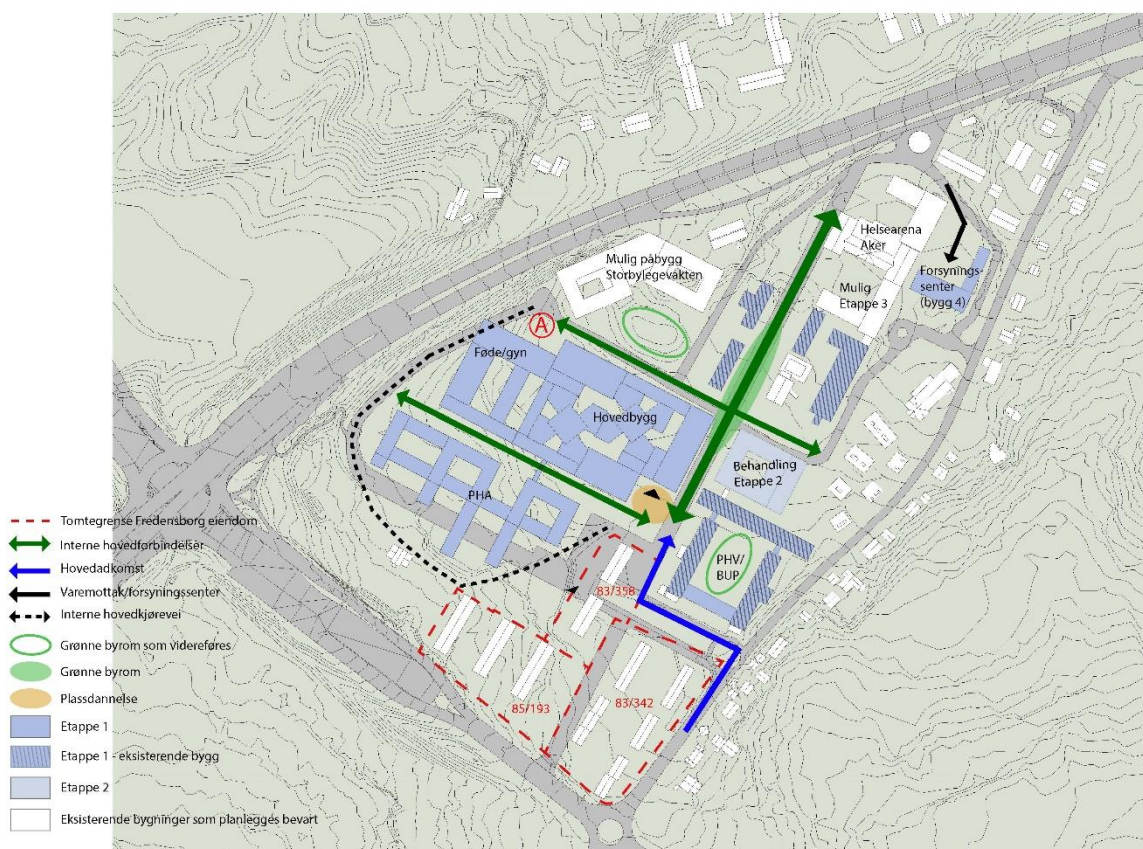 Helsearena
Aker
Mulig påbygg
Storbylegevakten
Forsynings-
senter
(bygg 4)
Mulig
Etappe 3
A
Føde/gyn
Hovedbygg
Behandling
Etappe 2
PHA
PHV/
BUP
83/358
85/193
83/342
Tomtegrense Fredensborg eiendom
Interne hovedforbindelser
Hovedadkomst
Varemottak/forsyningssenter
Interne hovedkjørevei
Grønne byrom som videreføres
Grønne byrom
Plassdannelse
Etappe 1
Etappe 1 - eksisterende bygg
Etappe 2
Eksisterende bygninger som planlegges bevart